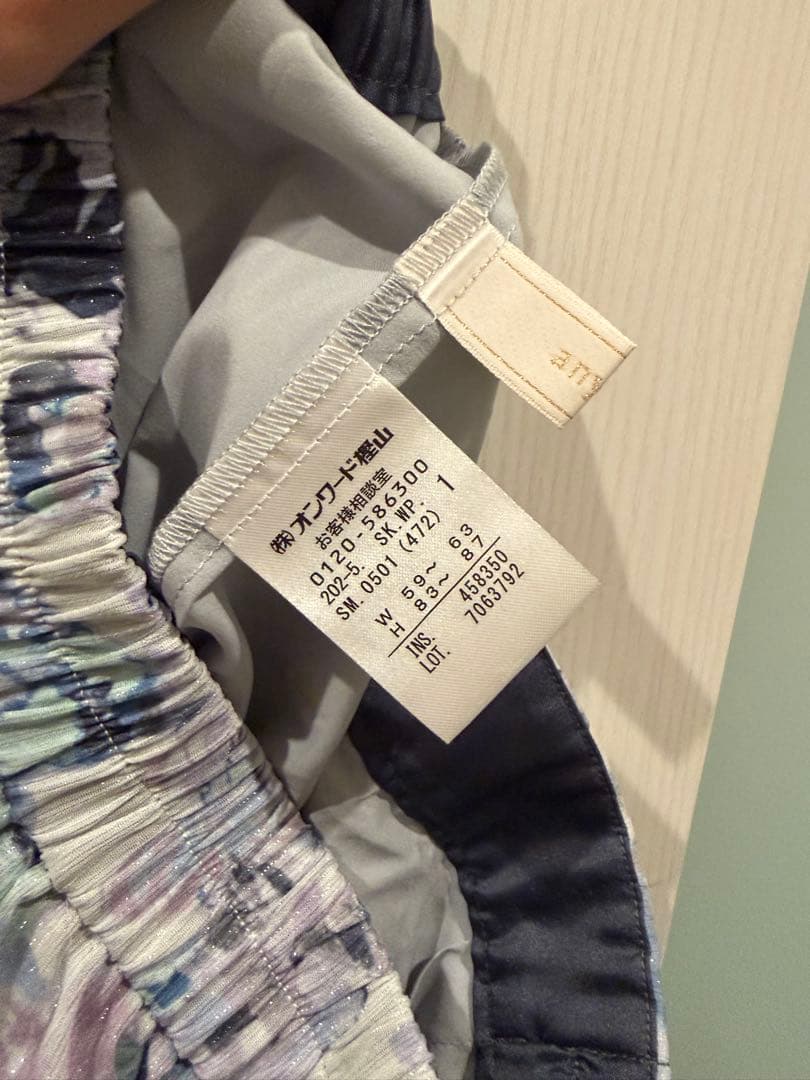 ㈱オンワード樫山
お客様相談室
0120-586300
202-5. SK.WP. 1
SM.0501 (472)
W 59~ 63
H 83~ 87
INS. 458350
LOT. 7063792